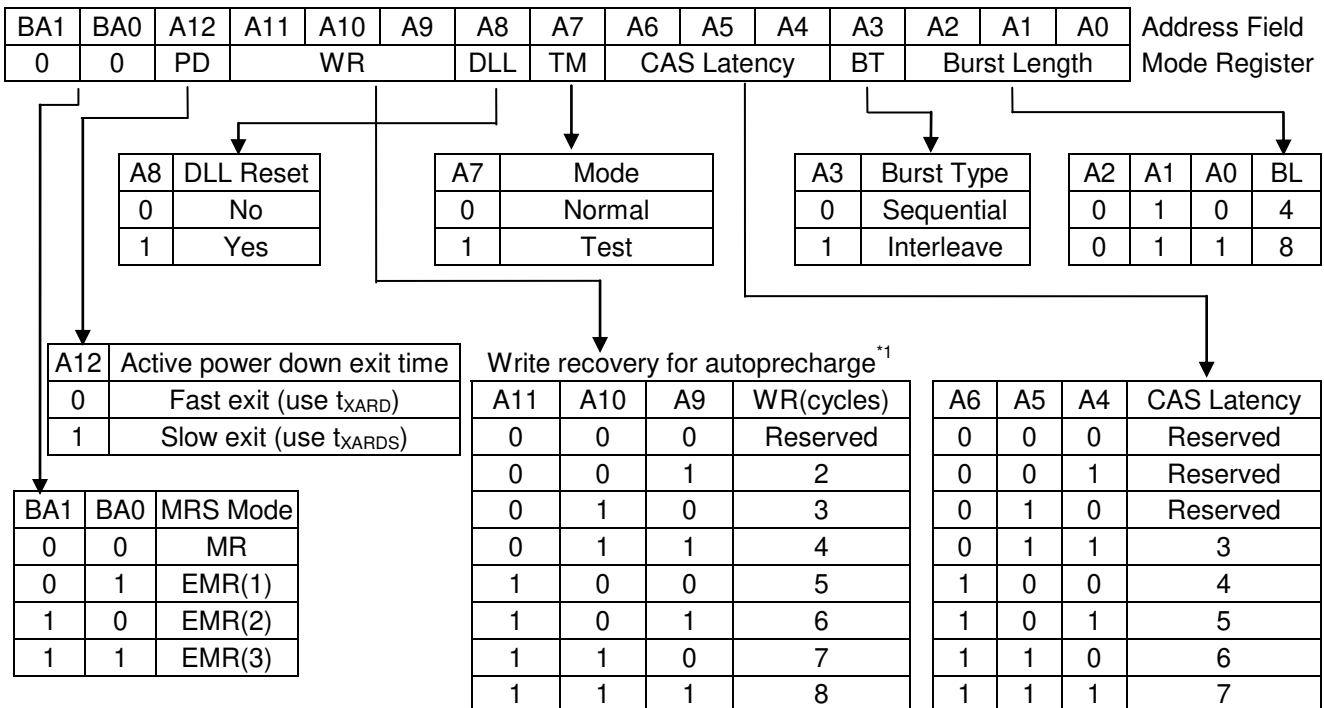 BA1 BA0 A12 A11 A10 A9 A8 A7 A6 A5 A4 A3 A2 A1 A0 Address Field
0 0 PD WR DLL TM CAS Latency BT Burst Length Mode Register
A8 DLL Reset
0 No
1 Yes
A7 Mode
0 Normal
1 Test
A3 Burst Type
0 Sequential
1 Interleave
A2 A1 A0 BL
0 1 0 4
0 1 1 8
A12 Active power down exit time
0 Fast exit (use tXARD)
1 Slow exit (use tXARDS)
BA1 BA0 MRS Mode
0 0 MR
0 1 EMR(1)
1 0 EMR(2)
1 1 EMR(3)
Write recovery for autoprecharge*1
A11 A10 A9 WR(cycles)
0 0 0 Reserved
0 0 1 2
0 1 0 3
0 1 1 4
1 0 0 5
1 0 1 6
1 1 0 7
1 1 1 8
A6 A5 A4 CAS Latency
0 0 0 Reserved
0 0 1 Reserved
0 1 0 Reserved
0 1 1 3
1 0 0 4
1 0 1 5
1 1 0 6
1 1 1 7